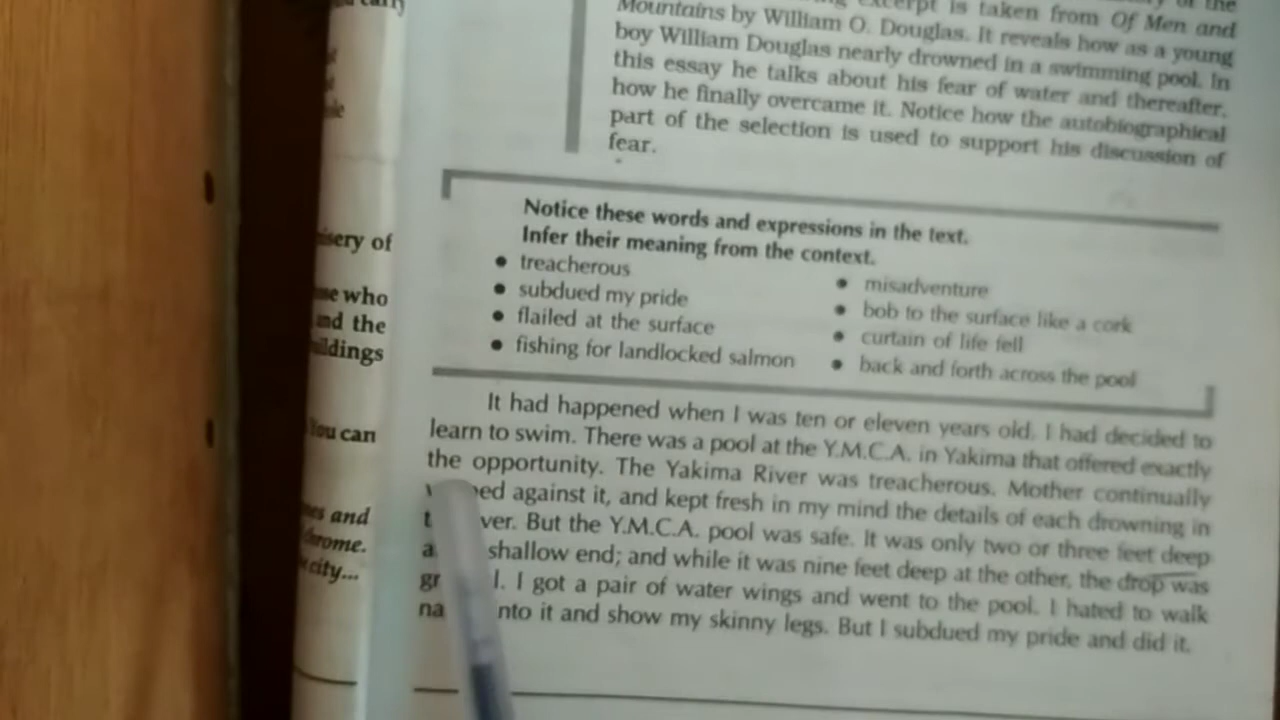 excerpt is taken from Of Men and
Mountains by William O. Douglas. It reveals how as a young
boy William Douglas nearly drowned in a swimming pool. In
this essay he talks about his fear of water and thereafter,
how he finally overcame it. Notice how the autobiographical
part of the selection is used to support his discussion of
fear.
Notice these words and expressions in the text.
Infer their meaning from the context.
• treacherous
• subdued my pride
• flailed at the surface
• fishing for landlocked salmon
• misadventure
• bob to the surface like a cork
• curtain of life fell
• back and forth across the pool
It had happened when I was ten or eleven years old. I had decided to
learn to swim. There was a pool at the Y.M.C.A. in Yakima that offered exactly
the opportunity. The Yakima River was treacherous. Mother continually
against it, and kept fresh in my mind the details of each drowning in
But the Y.M.C.A. pool was safe. It was only two or three feet deep
shallow end; and while it was nine feet deep at the other, the drop was
I got a pair of water wings and went to the pool. I hated to walk
into it and show my skinny legs. But I subdued my pride and did it.
of
who
and the
You can
and
city...